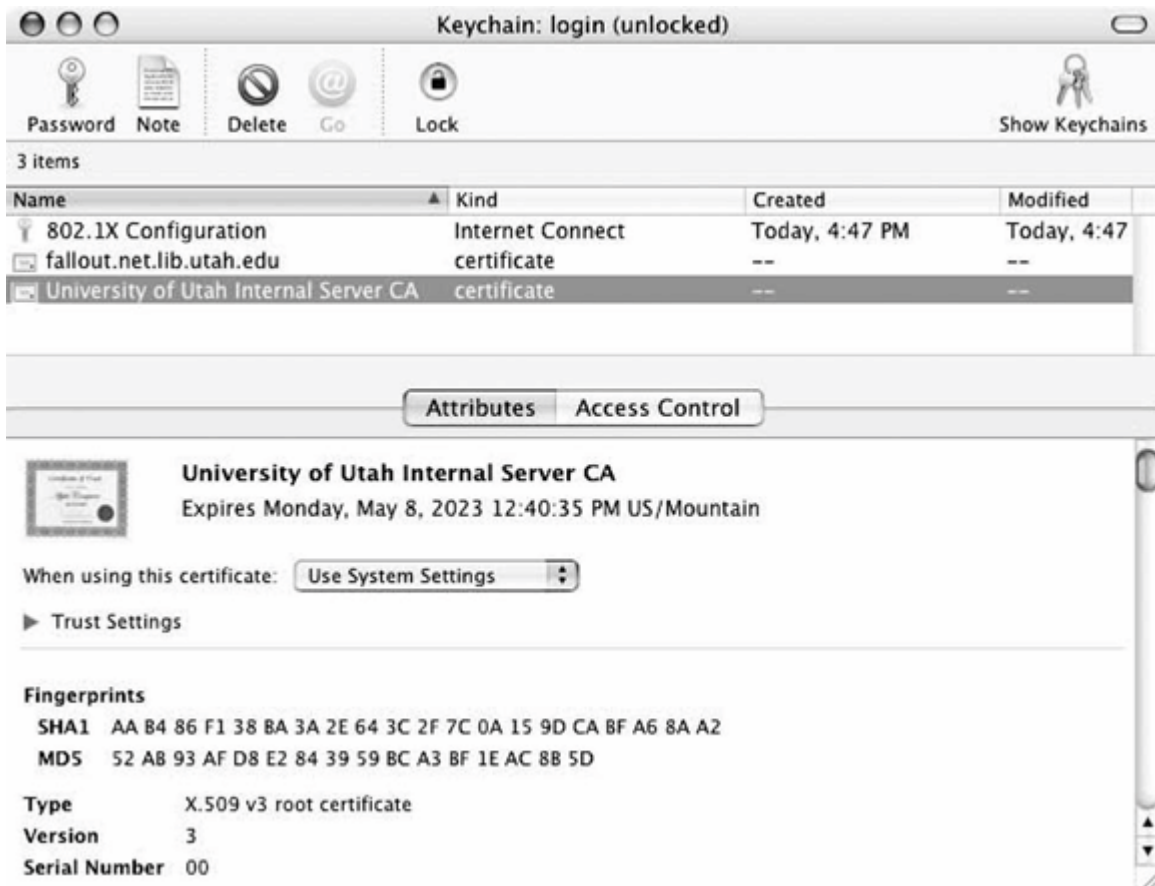 Keychain: login (unlocked)
Password Note Delete Go Lock Show Keychains
3 items
Name Kind Created Modified
802.1X Configuration Internet Connect Today, 4:47 PM Today, 4:47
fallout.net.lib.utah.edu certificate -- --
University of Utah Internal Server CA certificate -- --
Attributes Access Control
University of Utah Internal Server CA
Expires Monday, May 8, 2023 12:40:35 PM US/Mountain
When using this certificate: Use System Settings
Trust Settings
Fingerprints
SHA1 AA B4 86 F1 38 BA 3A 2E 64 3C 2F 7C 0A 15 9D CA BF A6 8A A2
MD5 52 AB 93 AF D8 E2 84 39 59 BC A3 BF 1E AC 8B 5D
Type X.509 v3 root certificate
Version 3
Serial Number 00